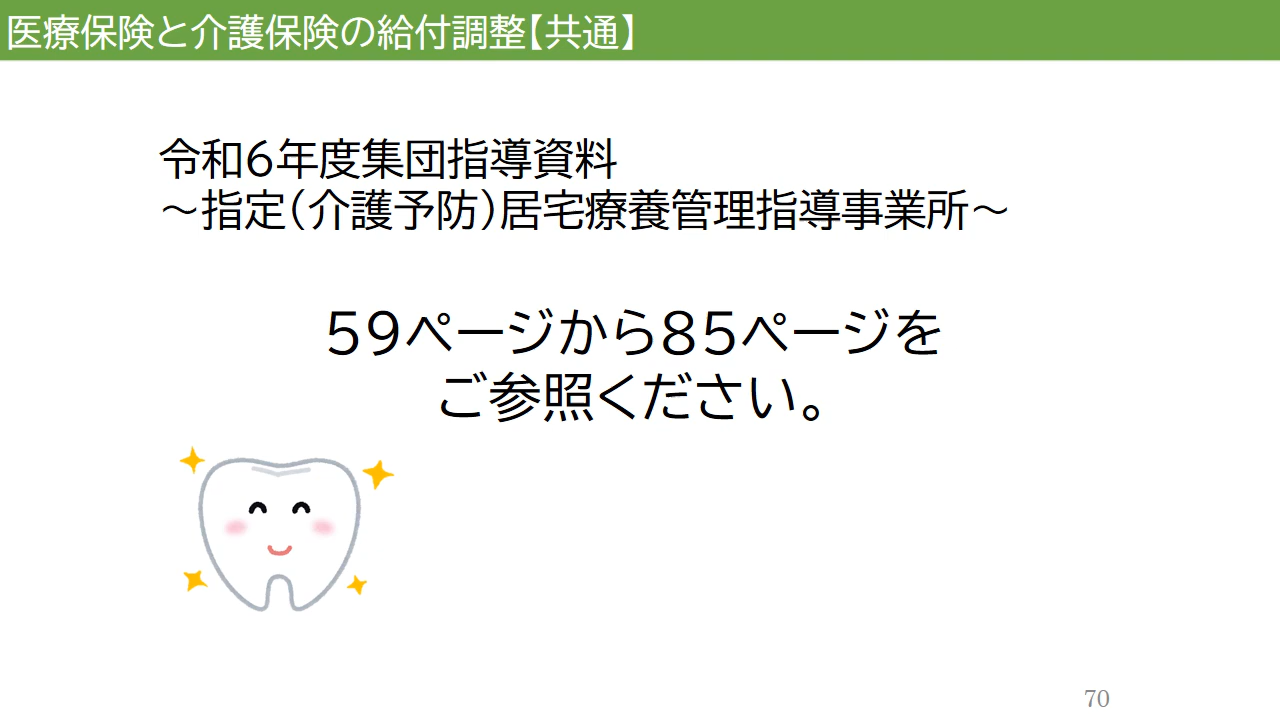 医療保険と介護保険の給付調整【共通】
令和６年度集団指導資料
～指定（介護予防）居宅療養管理指導事業所～
５９ページから８５ページを
ご参照ください。
70